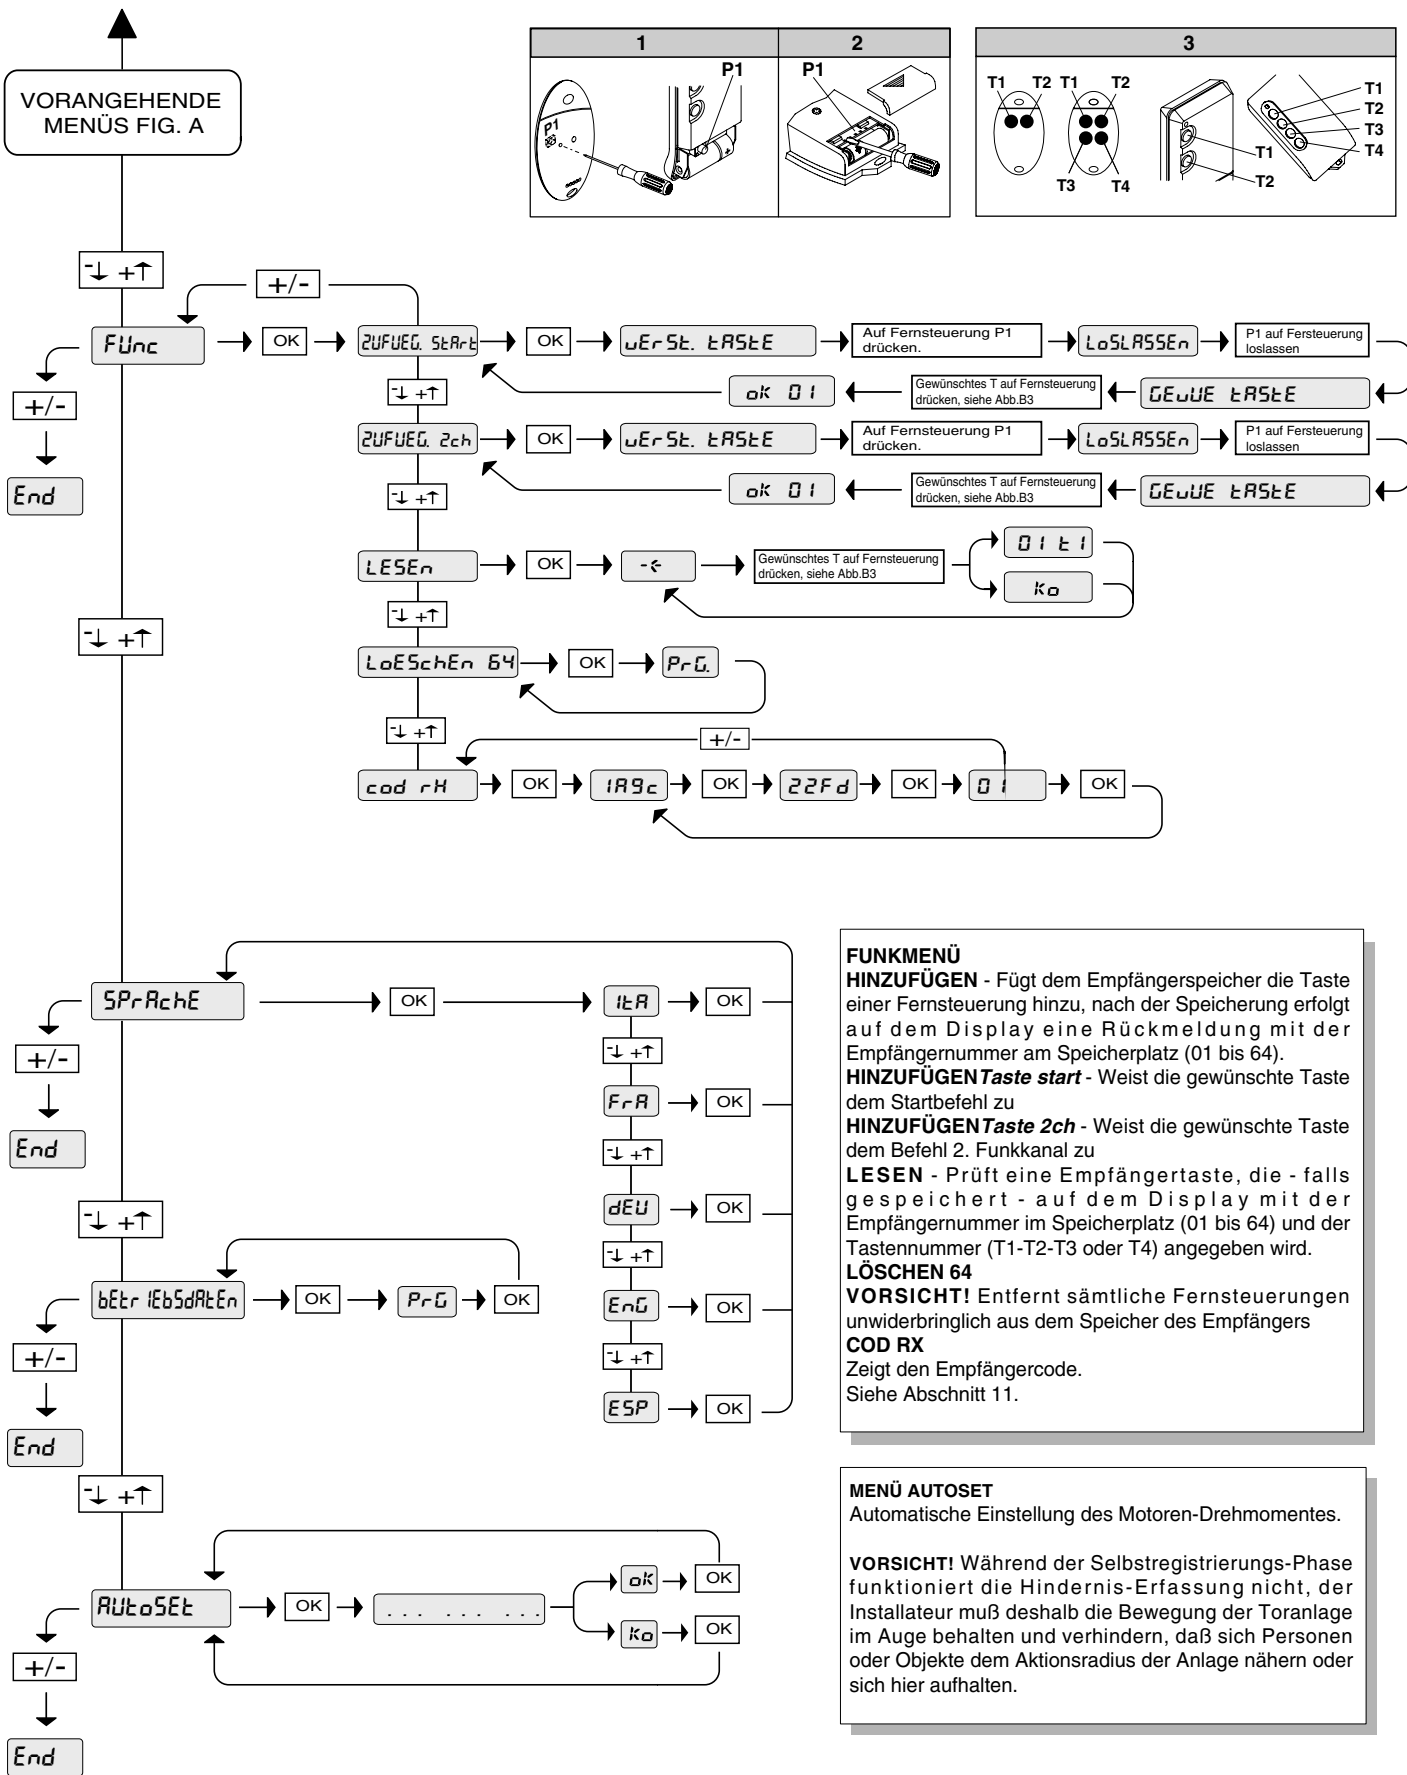 VORANGEHENDE
MENÜS FIG. A
1
P1
P1
2
P1
3
T1 T2 T1 T2
T3 T4
T1
T2
T1
T2
T3
T4
-↓ +↑
+/-
FUnc
OK
ZUFUEG. StArt
OK
vErSt. tAStE
Auf Fernsteuerung P1
drücken.
LoSLASSEn
P1 auf Fersteuerung
loslassen
+/-
End
-↓ +↑
oK 01
Gewünschtes T auf Fernsteuerung
drücken, siehe Abb.B3
GEvUE tAStE
ZUFUEG. 2ch
OK
vErSt. tAStE
Auf Fernsteuerung P1
drücken.
LoSLASSEn
P1 auf Fersteuerung
loslassen
-↓ +↑
oK 01
Gewünschtes T auf Fernsteuerung
drücken, siehe Abb.B3
GEvUE tAStE
LESEn
OK
-<-
Gewünschtes T auf Fernsteuerung
drücken, siehe Abb.B3
01 t1
Ko
-↓ +↑
-↓ +↑
LoESchEn 64
OK
PrG.
-↓ +↑
+/-
cod rH
OK
1A9c
OK
22Fd
OK
01
OK
SPrAchE
OK
ItA
OK
+/-
End
-↓ +↑
FrA
OK
-↓ +↑
dEU
OK
-↓ +↑
EnG
OK
-↓ +↑
ESP
OK
-↓ +↑
bEtrIEbSdAtEn
OK
PrG
OK
+/-
End
-↓ +↑
AUtoSEt
OK
... ... ...
oK
OK
Ko
OK
+/-
End
FUNKMENÜ
HINZUFÜGEN - Fügt dem Empfängerspeicher die Taste
einer Fernsteuerung hinzu, nach der Speicherung erfolgt
auf dem Display eine Rückmeldung mit der
Empfängernummer am Speicherplatz (01 bis 64).
HINZUFÜGEN Taste start - Weist die gewünschte Taste
dem Startbefehl zu
HINZUFÜGEN Taste 2ch - Weist die gewünschte Taste
dem Befehl 2. Funkkanal zu
LESEN - Prüft eine Empfängertaste, die - falls
gespeichert - auf dem Display mit der
Empfängernummer im Speicherplatz (01 bis 64) und der
Tastennummer (T1-T2-T3 oder T4) angegeben wird.
LÖSCHEN 64
VORSICHT! Entfernt sämtliche Fernsteuerungen
unwiderbringlich aus dem Speicher des Empfängers
COD RX
Zeigt den Empfängercode.
Siehe Abschnitt 11.
MENÜ AUTOSET
Automatische Einstellung des Motoren-Drehmomentes.
VORSICHT! Während der Selbstregistrierungs-Phase
funktioniert die Hindernis-Erfassung nicht, der
Installateur muß deshalb die Bewegung der Toranlage
im Auge behalten und verhindern, daß sich Personen
oder Objekte dem Aktionsradius der Anlage nähern oder
sich hier aufhalten.